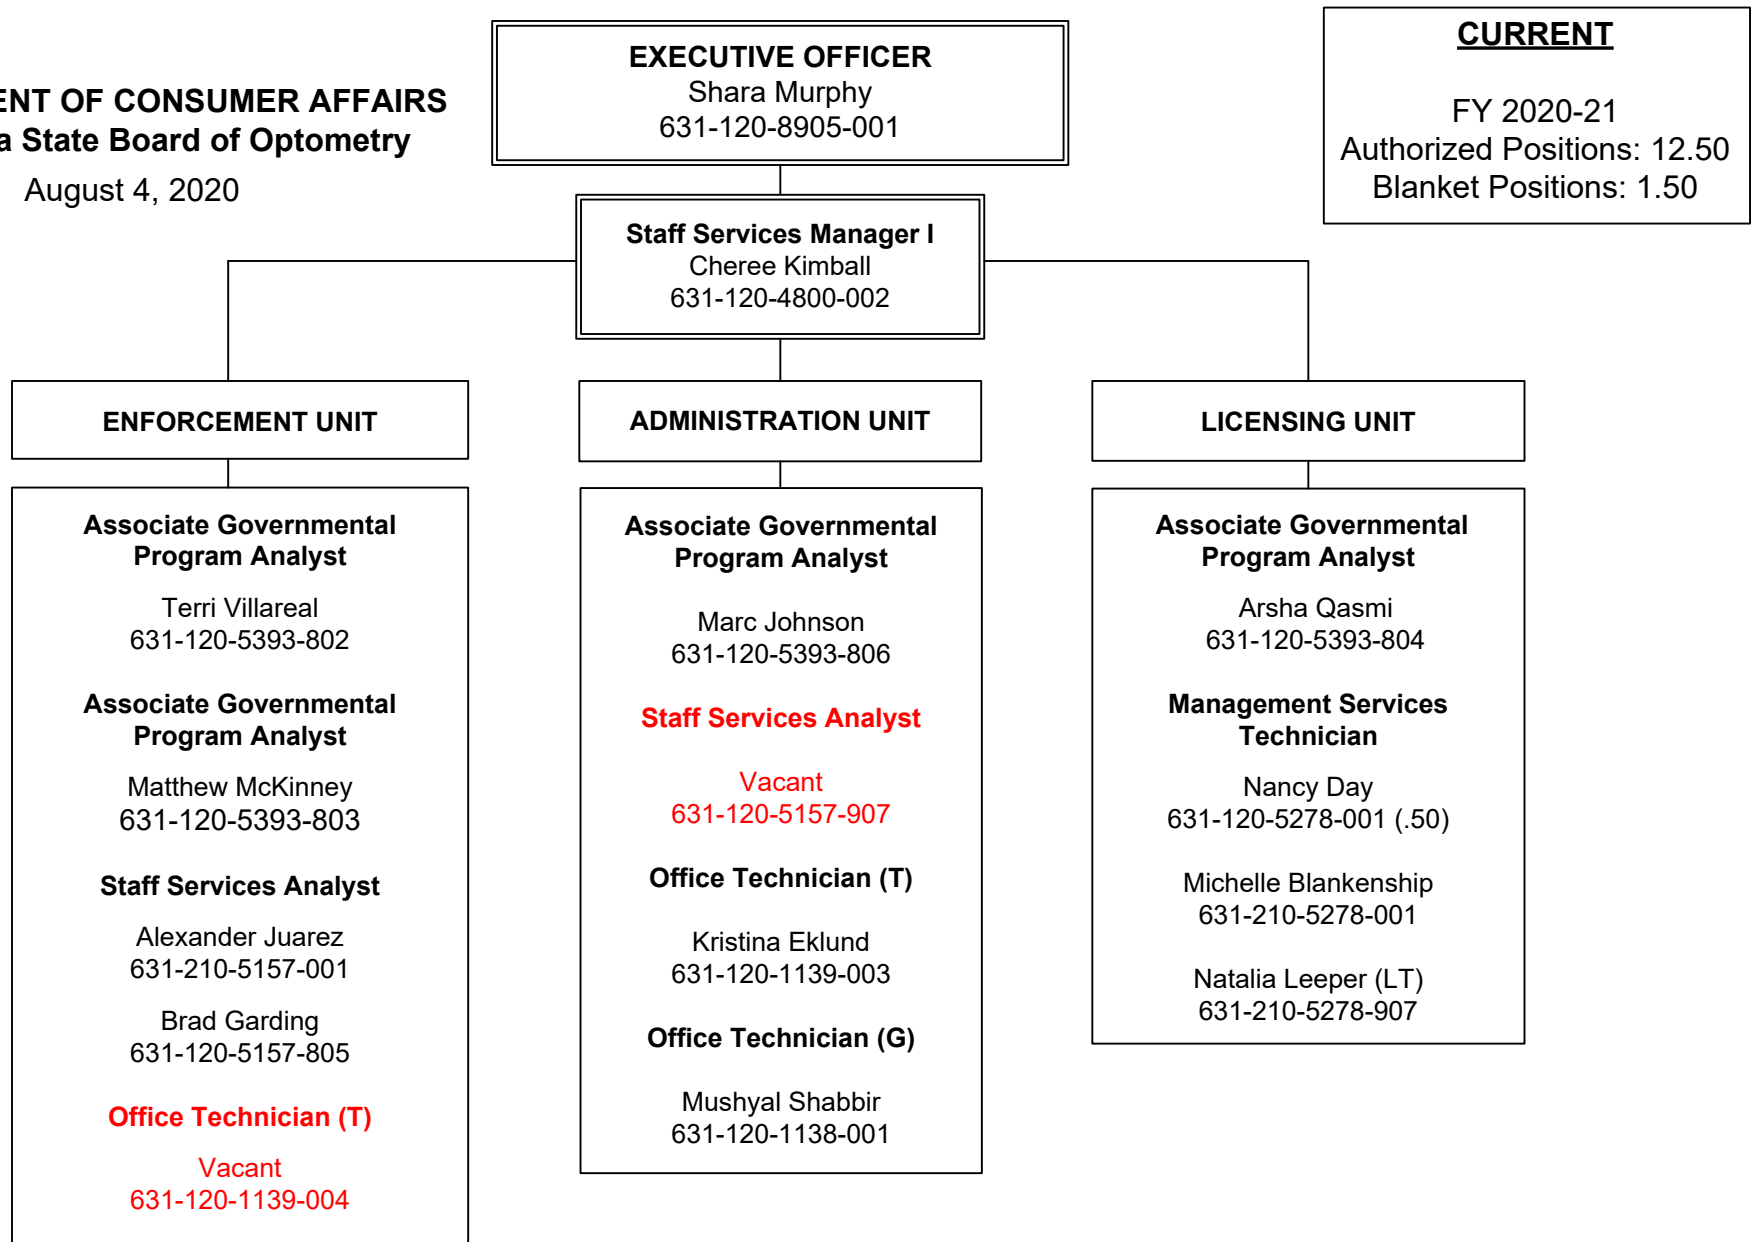 ENT OF CONSUMER AFFAIRS
a State Board of Optometry
August 4, 2020
EXECUTIVE OFFICER
Shara Murphy
631-120-8905-001
CURRENT
FY 2020-21
Authorized Positions: 12.50
Blanket Positions: 1.50
Staff Services Manager I
Cheree Kimball
631-120-4800-002
ENFORCEMENT UNIT
Associate Governmental
Program Analyst
Terri Villareal
631-120-5393-802
Associate Governmental
Program Analyst
Matthew McKinney
631-120-5393-803
Staff Services Analyst
Alexander Juarez
631-210-5157-001
Brad Garding
631-120-5157-805
Office Technician (T)
Vacant
631-120-1139-004
ADMINISTRATION UNIT
Associate Governmental
Program Analyst
Marc Johnson
631-120-5393-806
Staff Services Analyst
Vacant
631-120-5157-907
Office Technician (T)
Kristina Eklund
631-120-1139-003
Office Technician (G)
Mushyal Shabbir
631-120-1138-001
LICENSING UNIT
Associate Governmental
Program Analyst
Arsha Qasmi
631-120-5393-804
Management Services
Technician
Nancy Day
631-120-5278-001 (.50)
Michelle Blankenship
631-210-5278-001
Natalia Leeper (LT)
631-210-5278-907